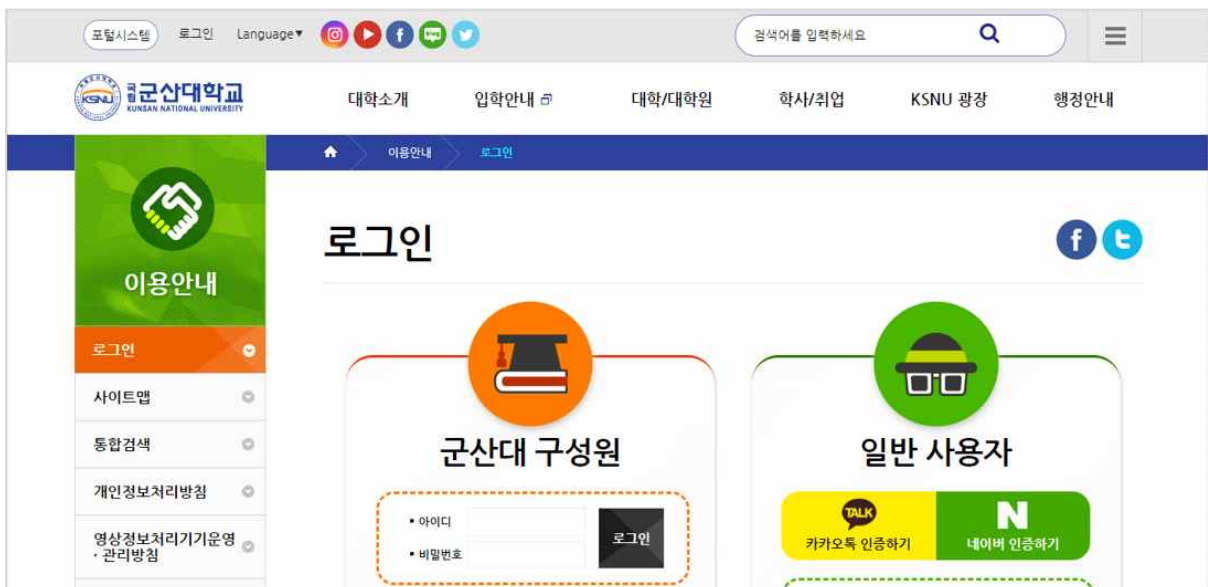 포털시스템 로그인 Language▼
검색어를 입력하세요
KSNU 국립 군산대학교
KUNSAN NATIONAL UNIVERSITY
대학소개 입학안내 대학/대학원 학사/취업 KSNU 광장 행정안내
이용안내 로그인
이용안내
로그인
사이트맵
통합검색
개인정보처리방침
영상정보처리기기운영
· 관리방침
로그인
군산대 구성원
▪ 아이디
▪ 비밀번호
로그인
일반 사용자
TALK
카카오톡 인증하기
N
네이버 인증하기